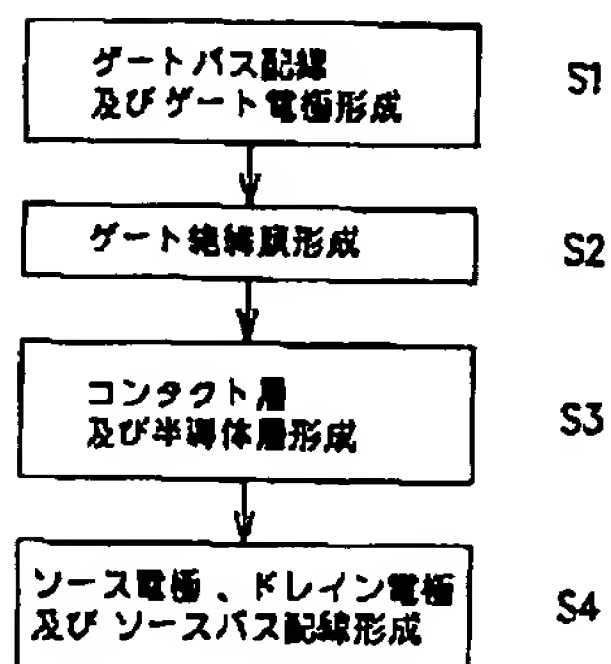 ゲートバス配線
及びゲート電極形成
S1
ゲート絶縁膜形成
S2
コンタクト層
及び半導体層形成
S3
ソース電極、ドレイン電極
及びソースバス配線形成
S4